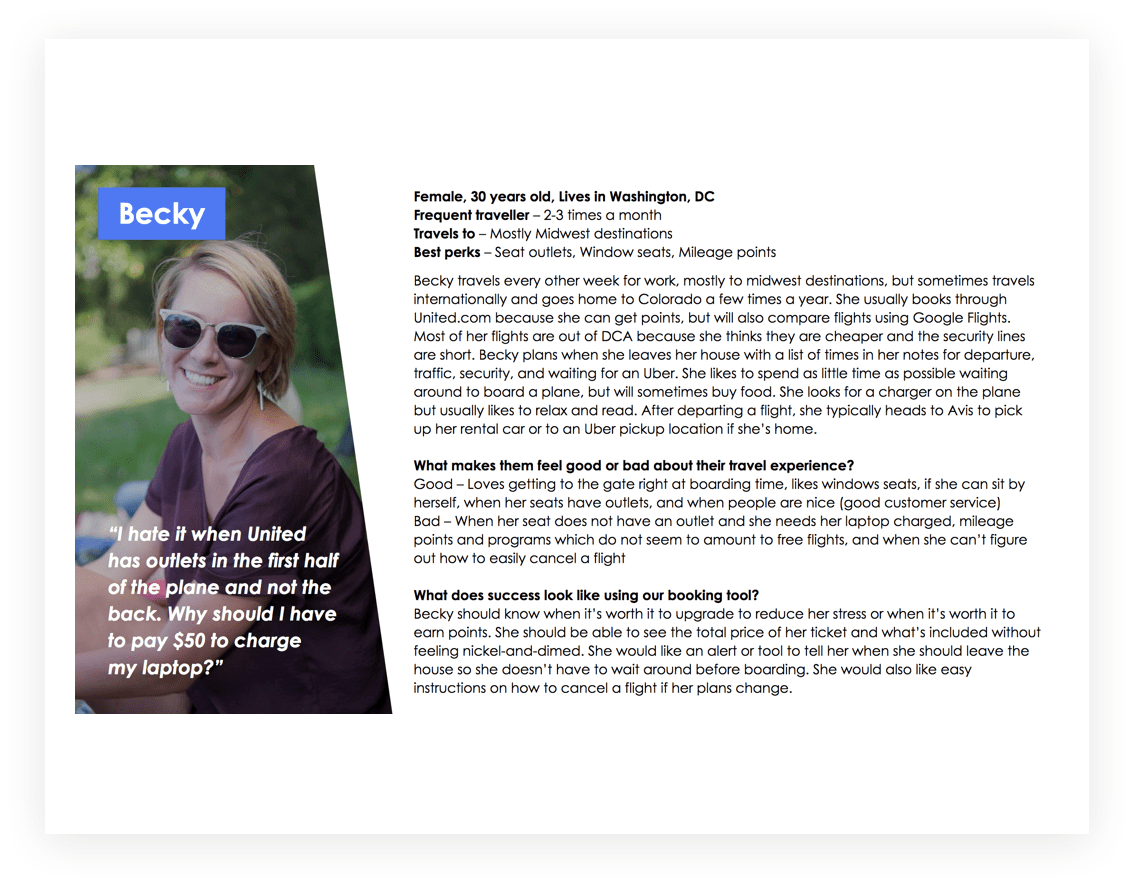 Becky
“I hate it when United
has outlets in the first half
of the plane and not the
back. Why should I have
to pay $50 to charge
my laptop?”
Female, 30 years old, Lives in Washington, DC
Frequent traveller – 2-3 times a month
Travels to – Mostly Midwest destinations
Best perks – Seat outlets, Window seats, Mileage points
Becky travels every other week for work, mostly to midwest destinations, but sometimes travels
internationally and goes home to Colorado a few times a year. She usually books through
United.com because she can get points, but will also compare flights using Google Flights.
Most of her flights are out of DCA because she thinks they are cheaper and the security lines
are short. Becky plans when she leaves her house with a list of times in her notes for departure,
traffic, security, and waiting for an Uber. She likes to spend as little time as possible waiting
around to board a plane, but will sometimes buy food. She looks for a charger on the plane
but usually likes to relax and read. After departing a flight, she typically heads to Avis to pick
up her rental car or to an Uber pickup location if she’s home.
What makes them feel good or bad about their travel experience?
Good – Loves getting to the gate right at boarding time, likes windows seats, if she can sit by
herself, when her seats have outlets, and when people are nice (good customer service)
Bad – When her seat does not have an outlet and she needs her laptop charged, mileage
points and programs which do not seem to amount to free flights, and when she can’t figure
out how to easily cancel a flight
What does success look like using our booking tool?
Becky should know when it’s worth it to upgrade to reduce her stress or when it’s worth it to
earn points. She should be able to see the total price of her ticket and what’s included without
feeling nickel-and-dimed. She would like an alert or tool to tell her when she should leave the
house so she doesn’t have to wait around before boarding. She would also like easy
instructions on how to cancel a flight if her plans change.